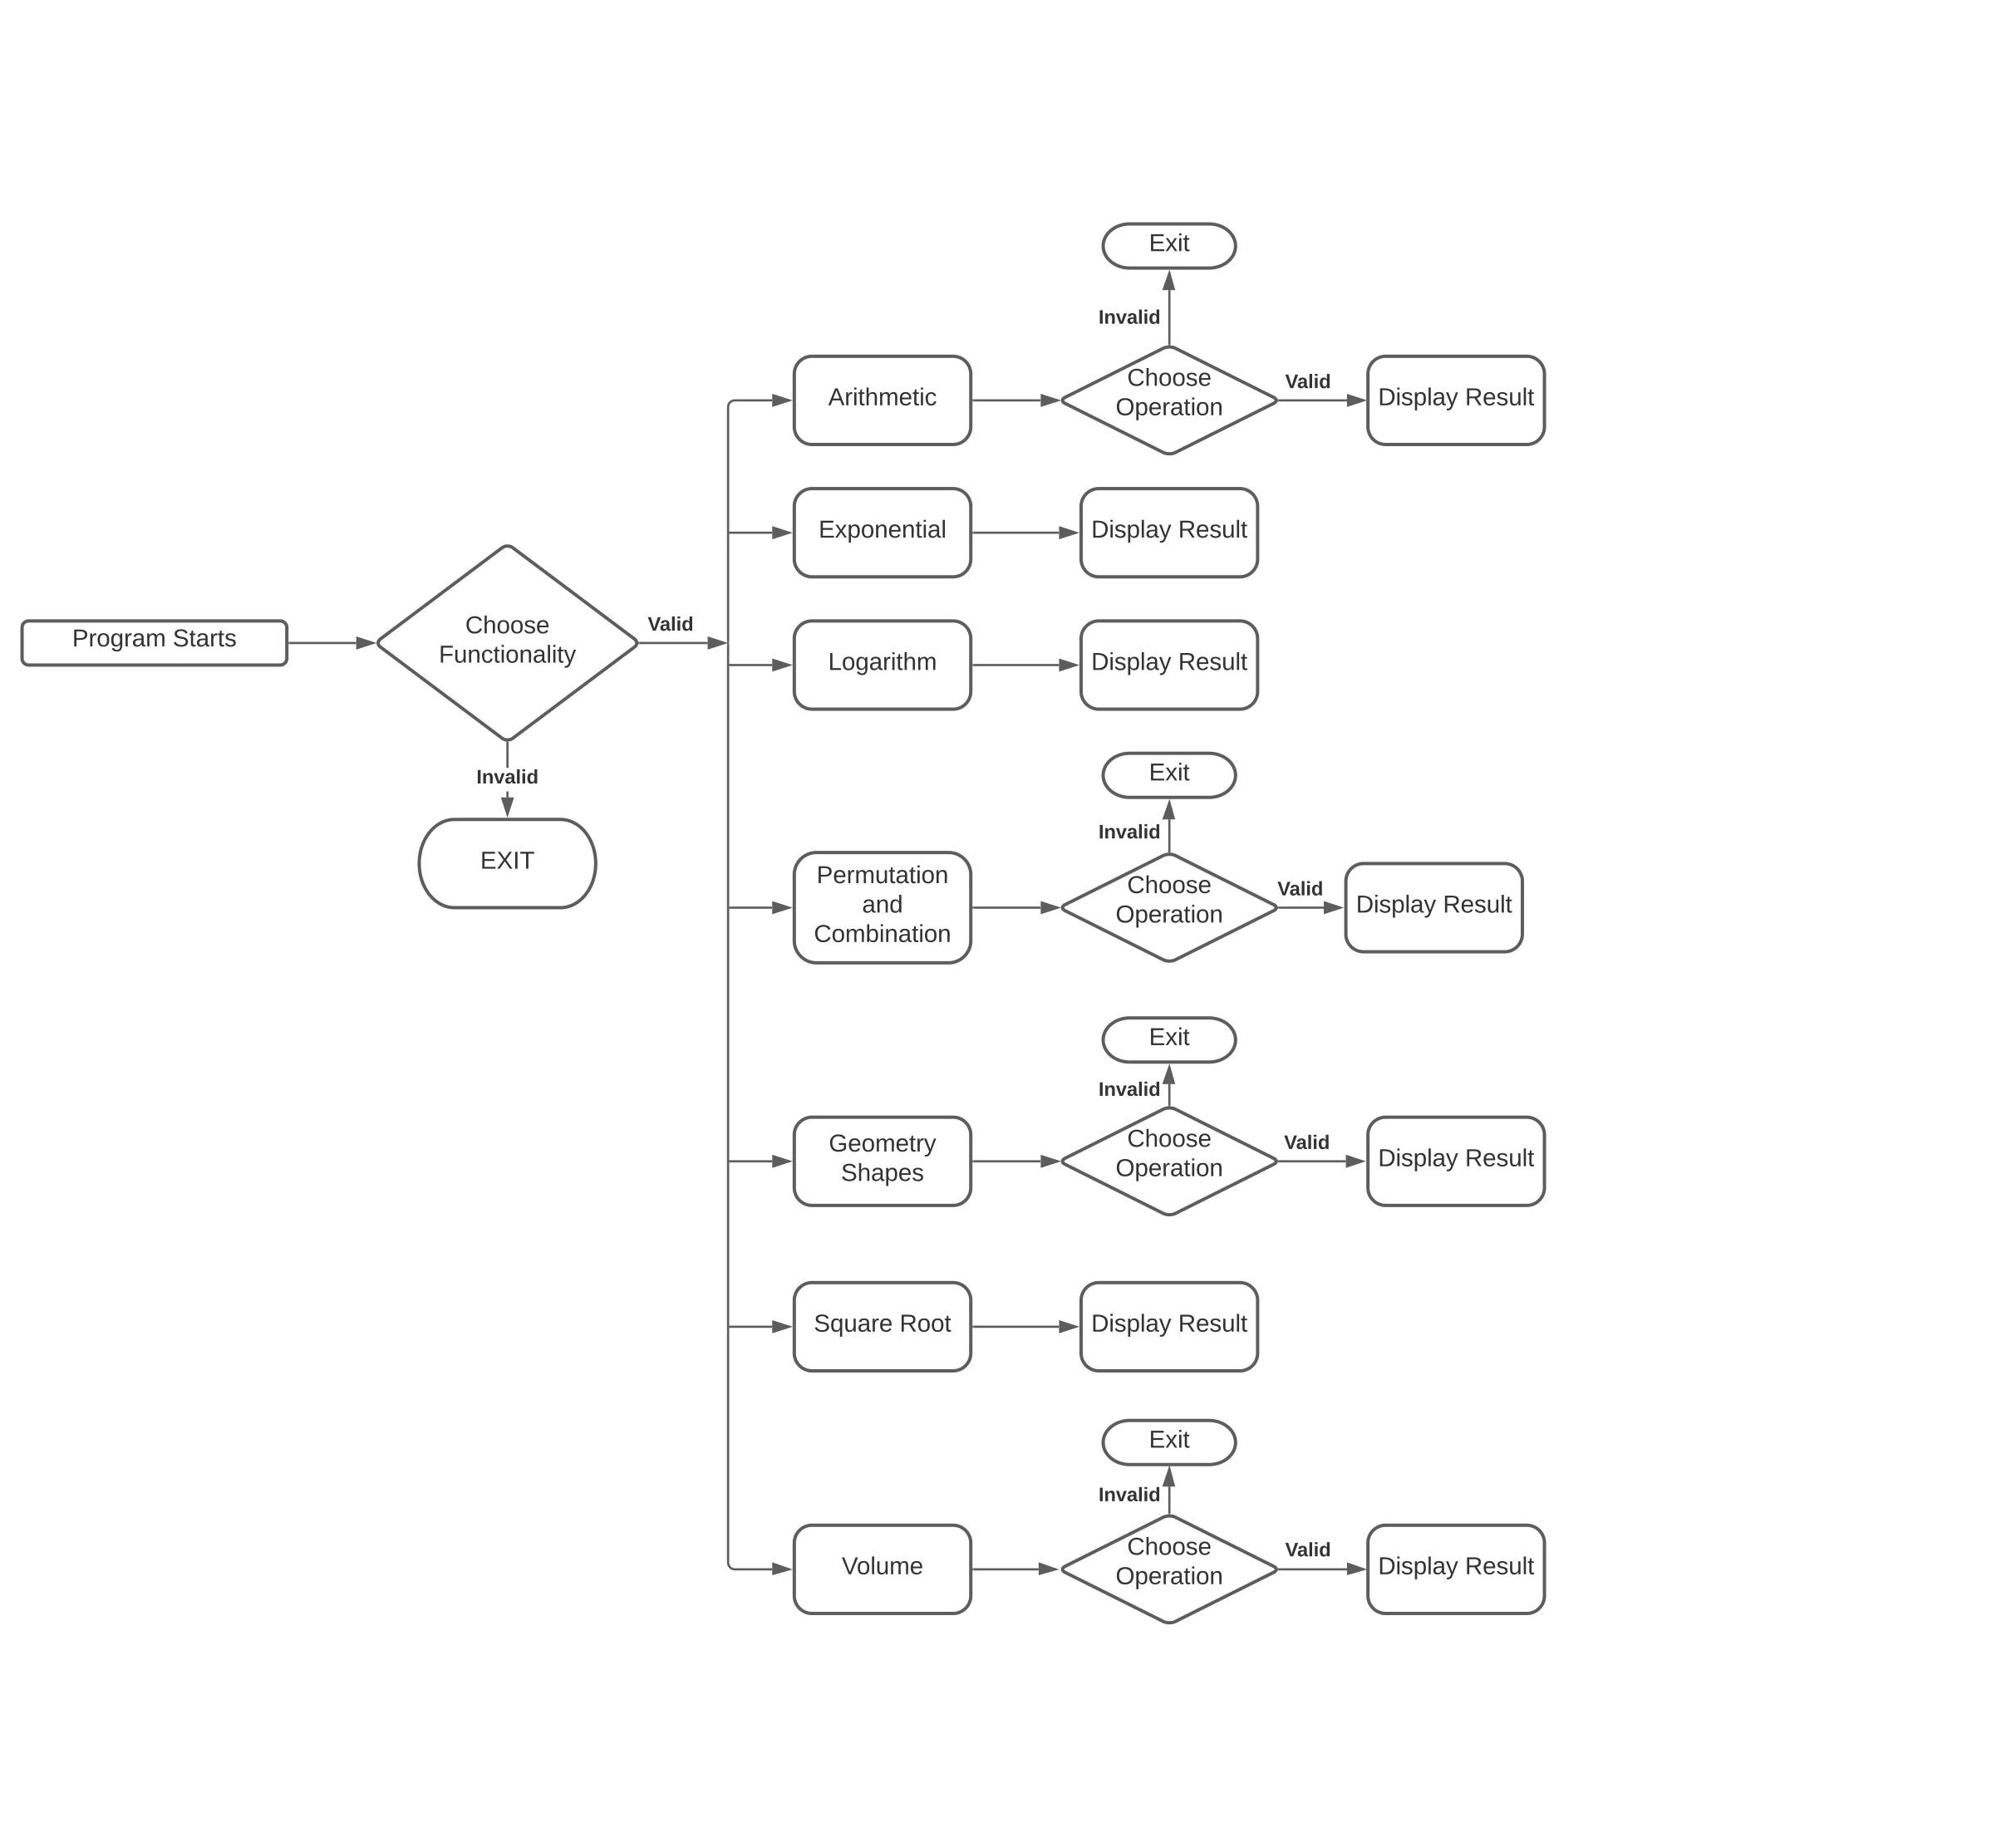 Exit
Invalid
Choose
Operation
Arithmetic
Valid
Display Result
Exponential
Display Result
Program Starts
Choose
Functionality
Valid
Logarithm
Display Result
Invalid
EXIT
Exit
Invalid
Permutation
and
Combination
Choose
Operation
Valid
Display Result
Exit
Invalid
Geometry
Shapes
Choose
Operation
Valid
Display Result
Square Root
Display Result
Exit
Invalid
Volume
Choose
Operation
Valid
Display Result